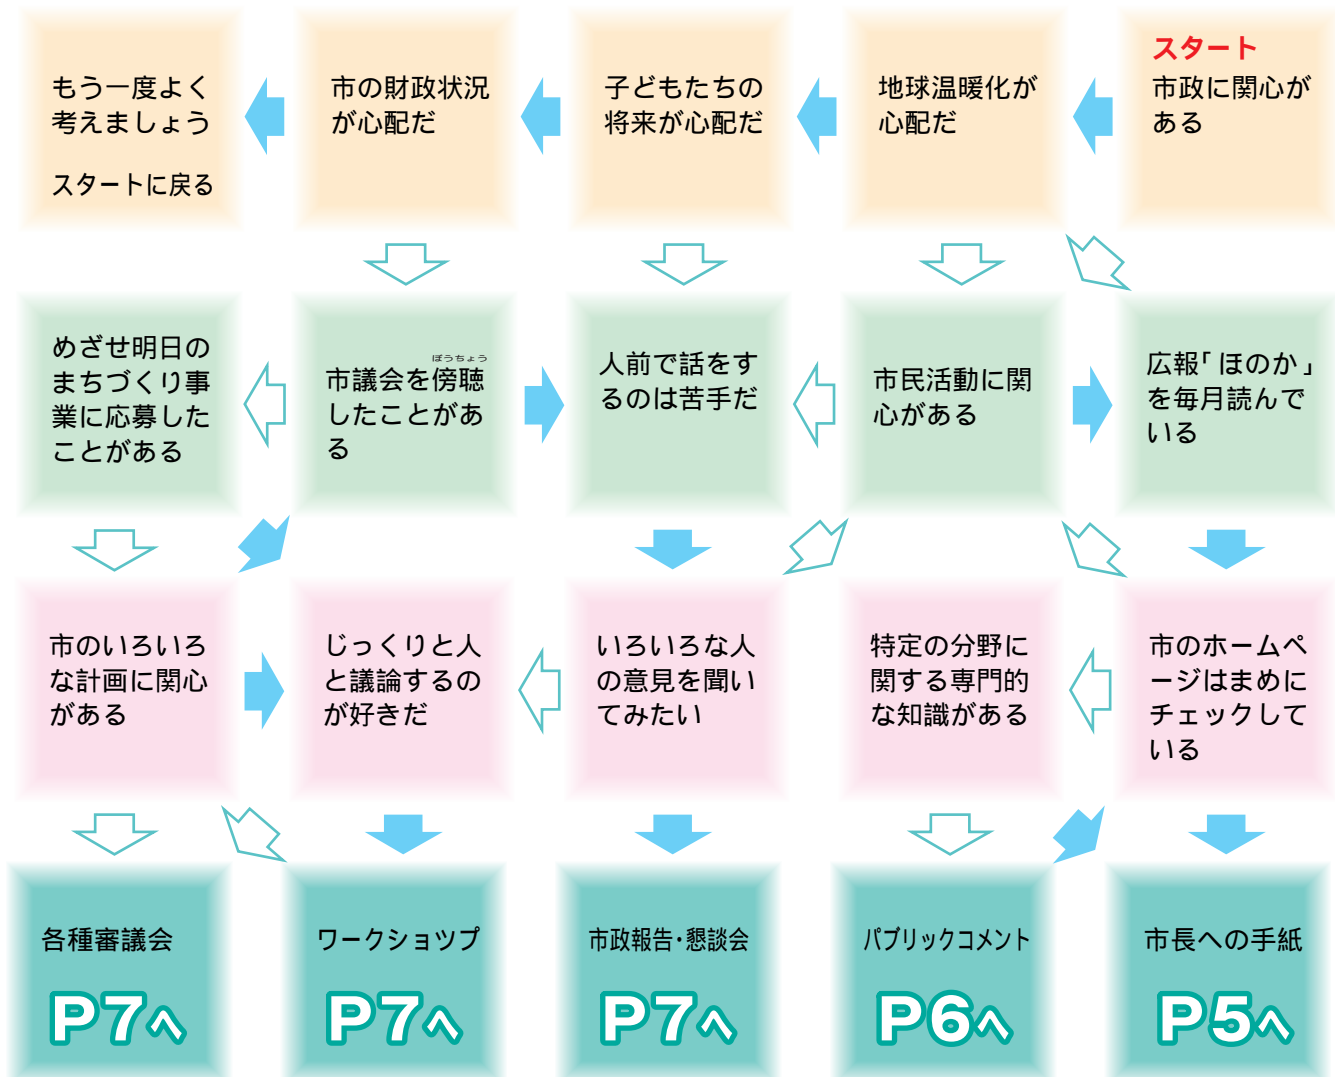 もう一度よく
考えましょう
スタートに戻る
市の財政状況
が心配だ
子どもたちの
将来が心配だ
地球温暖化が
心配だ
スタート
市政に関心が
ある
めざせ明日の
まちづくり事
業に応募した
ことがある
ぼうちょう
市議会を傍聴
したことがあ
る
人前で話をす
るのは苦手だ
市民活動に関
心がある
広報「ほのか」
を毎月読んで
いる
市のいろいろ
な計画に関心
がある
じっくりと人
と議論するの
が好きだ
いろいろな人
の意見を聞い
てみたい
特定の分野に
関する専門的
な知識がある
市のホームペ
ージはまめに
チェックして
いる
各種審議会
P7へ
ワークショツプ
P7へ
市政報告・懇談会
P7へ
パブリックコメント
P6へ
市長への手紙
P5へ